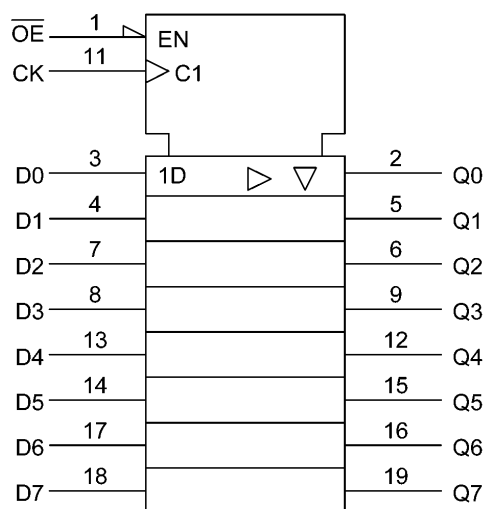 O̅E̅ 1 EN
CK 11 C1
D0 3 1D 2 Q0
D1 4 5 Q1
D2 7 6 Q2
D3 8 9 Q3
D4 13 12 Q4
D5 14 15 Q5
D6 17 16 Q6
D7 18 19 Q7